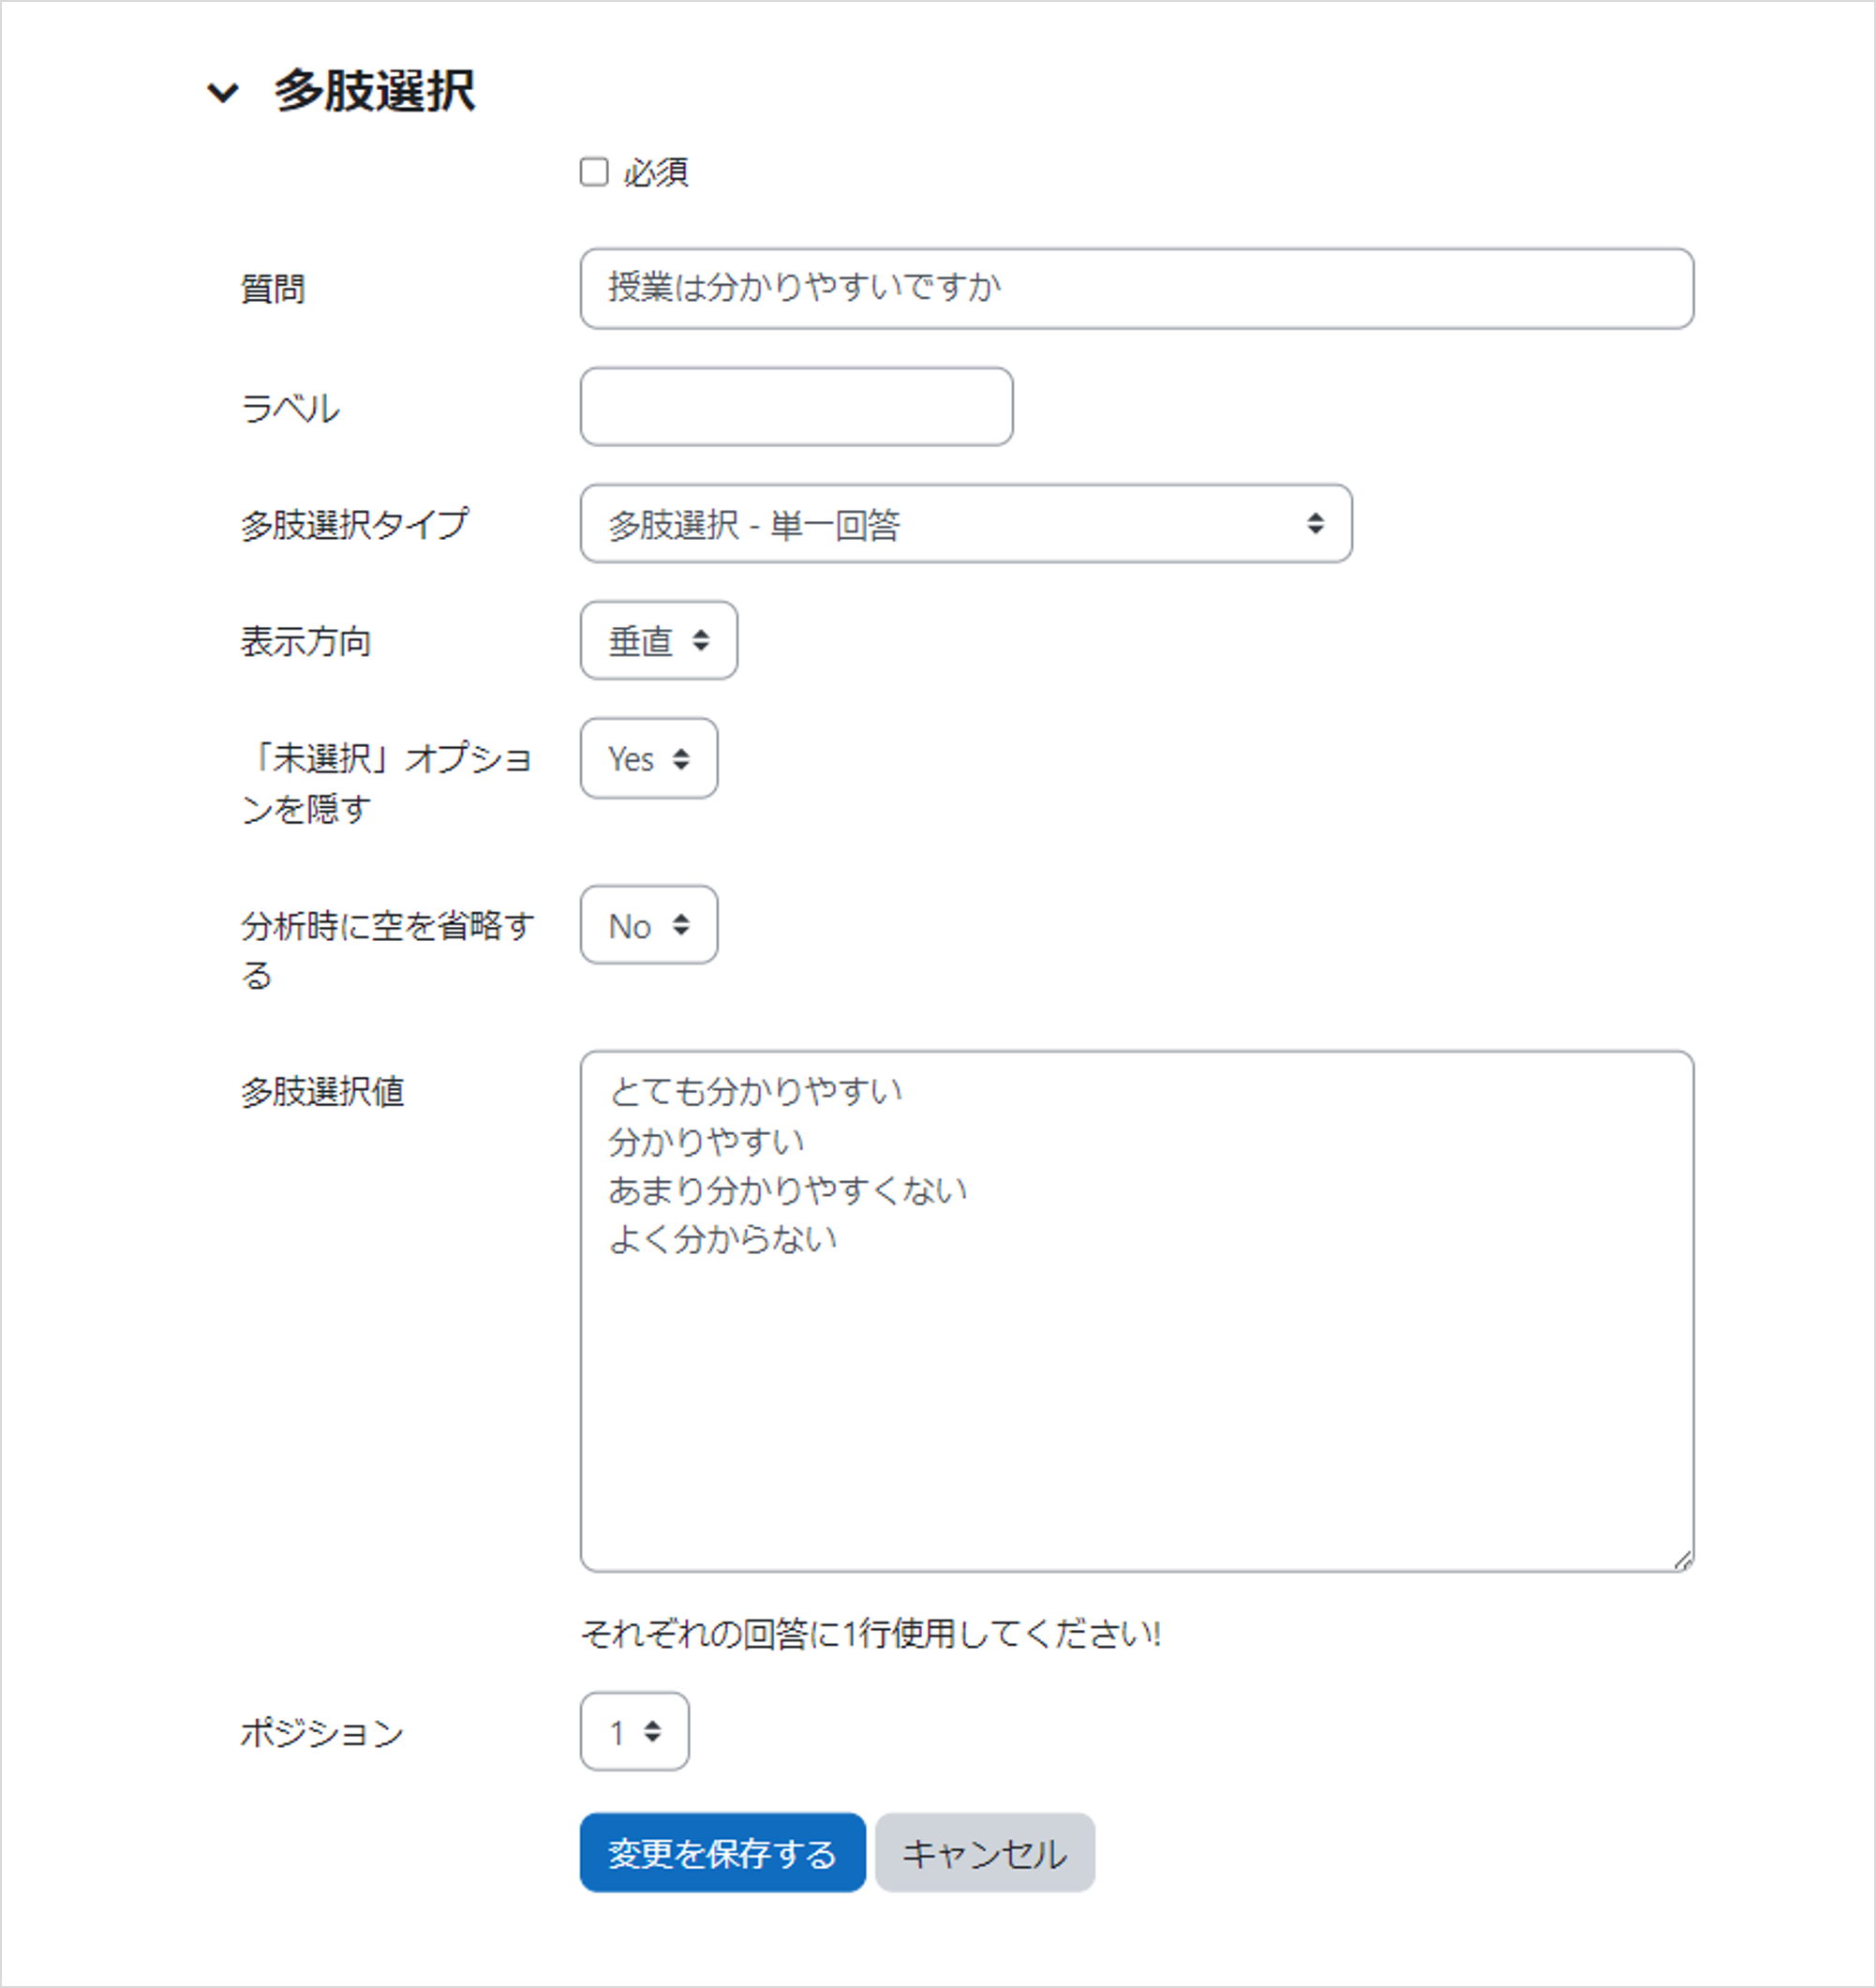 多肢選択
必須
質問
授業は分かりやすいですか
ラベル
多肢選択タイプ
多肢選択 - 単一回答
表示方向
垂直
「未選択」オプショ
ンを隠す
Yes
分析時に空を省略す
る
No
多肢選択値
とても分かりやすい
分かりやすい
あまり分かりやすくない
よく分からない
それぞれの回答に1行使用してください!
ポジション
1
変更を保存する
キャンセル